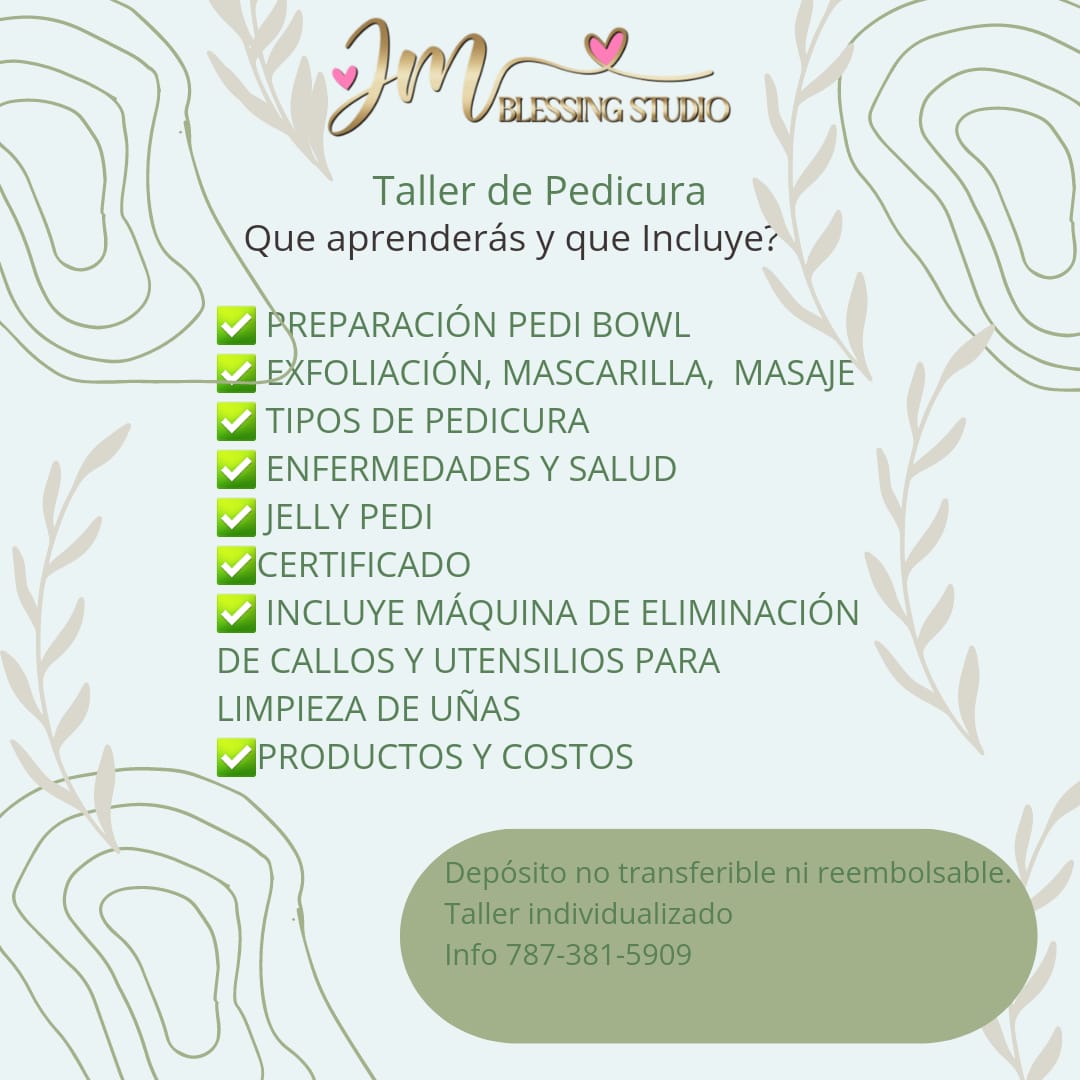 JM
BLESSING STUDIO
Taller de Pedicura
Que aprenderás y que Incluye?
✅ PREPARACIÓN PEDI BOWL
✅ EXFOLIACIÓN, MASCARILLA,  MASAJE
✅ TIPOS DE PEDICURA
✅ ENFERMEDADES Y SALUD
✅ JELLY PEDI
✅CERTIFICADO
✅ INCLUYE MÁQUINA DE ELIMINACIÓN
DE CALLOS Y UTENSILIOS PARA
LIMPIEZA DE UÑAS
✅PRODUCTOS Y COSTOS
Depósito no transferible ni reembolsable.
Taller individualizado
Info 787-381-5909